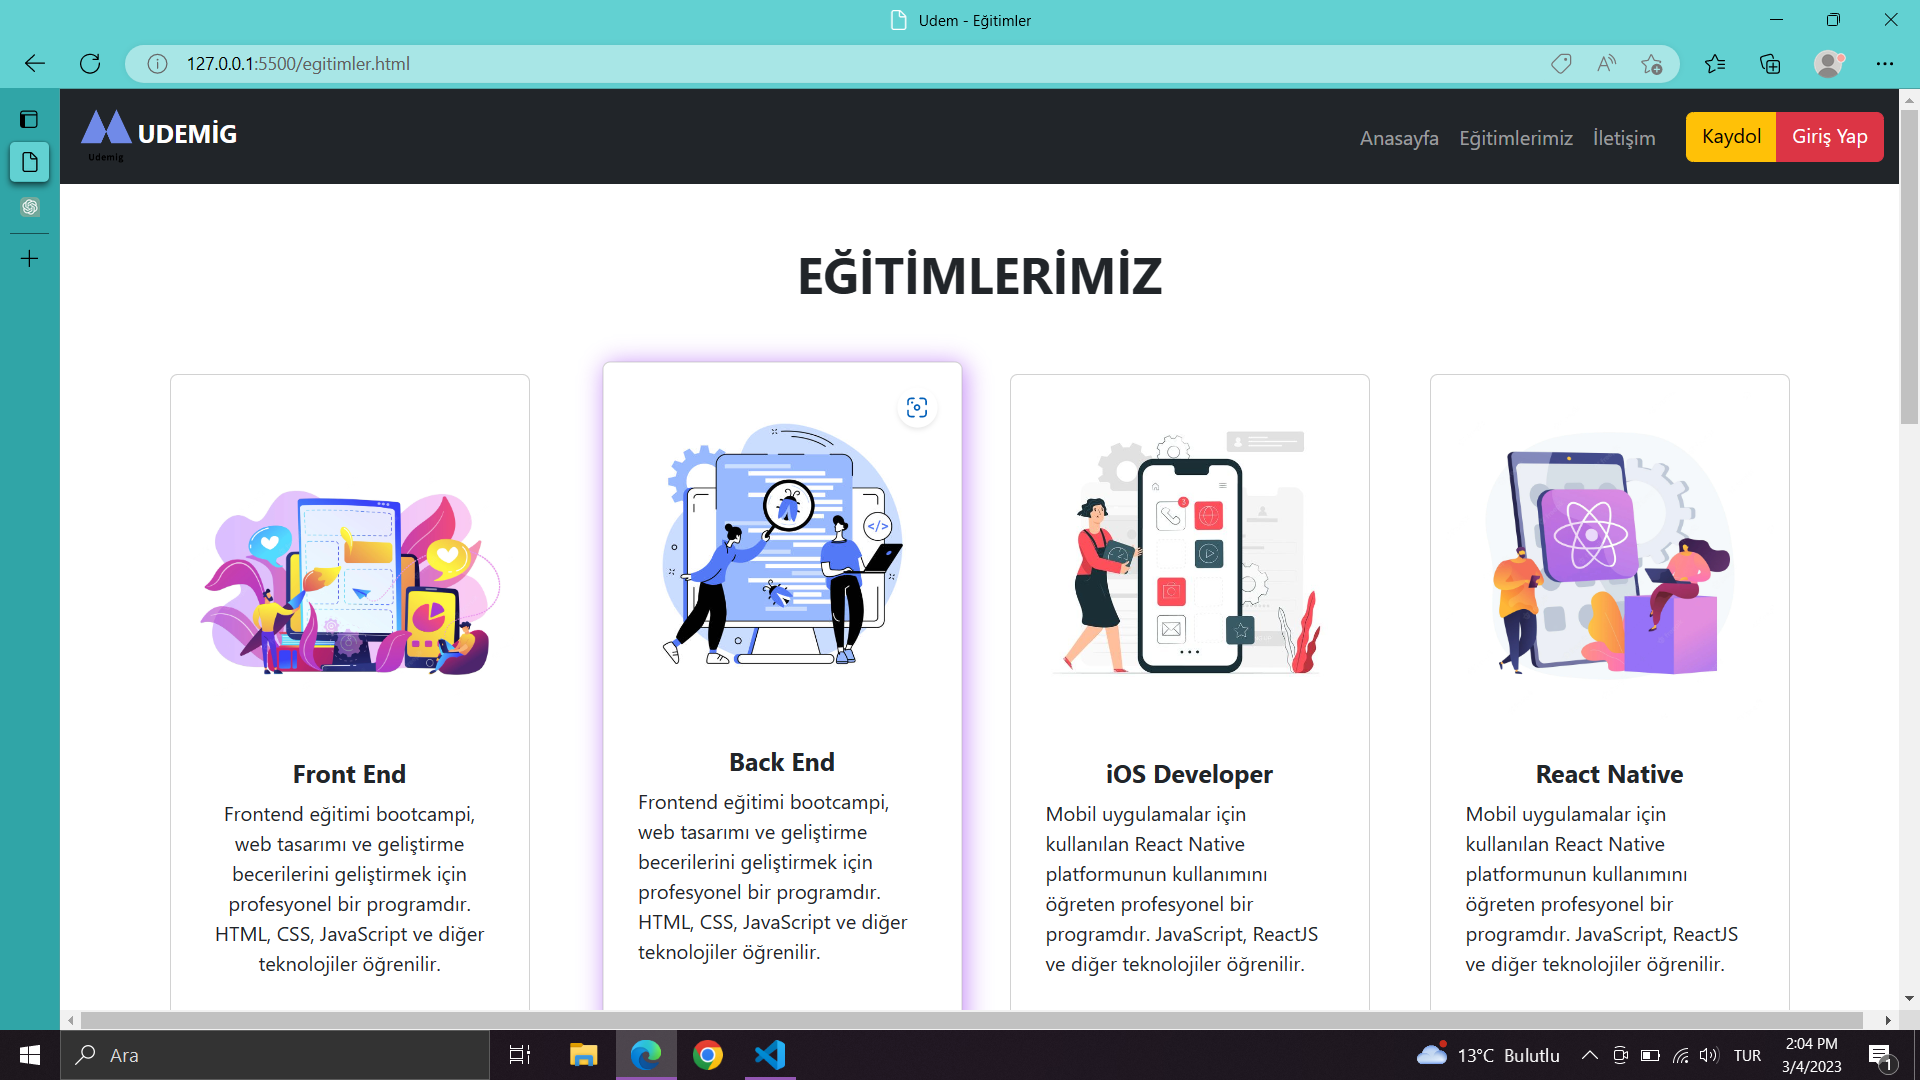 Udem - Eğitimler
127.0.0.1:5500/egitimler.html
Udemig
UDEMİG
Anasayfa Eğitimlerimiz İletişim Kaydol Giriş Yap
EĞİTİMLERİMİZ
Front End
Frontend eğitimi bootcampi,
web tasarımı ve geliştirme
becerilerini geliştirmek için
profesyonel bir programdır.
HTML, CSS, JavaScript ve diğer
teknolojiler öğrenilir.
</>
Back End
Frontend eğitimi bootcampi,
web tasarımı ve geliştirme
becerilerini geliştirmek için
profesyonel bir programdır.
HTML, CSS, JavaScript ve diğer
teknolojiler öğrenilir.
3
iOS Developer
Mobil uygulamalar için
kullanılan React Native
platformunun kullanımını
öğreten profesyonel bir
programdır. JavaScript, ReactJS
ve diğer teknolojiler öğrenilir.
React Native
Mobil uygulamalar için
kullanılan React Native
platformunun kullanımını
öğreten profesyonel bir
programdır. JavaScript, ReactJS
ve diğer teknolojiler öğrenilir.
Ara
13°C Bulutlu
TUR
2:04 PM
3/4/2023
1